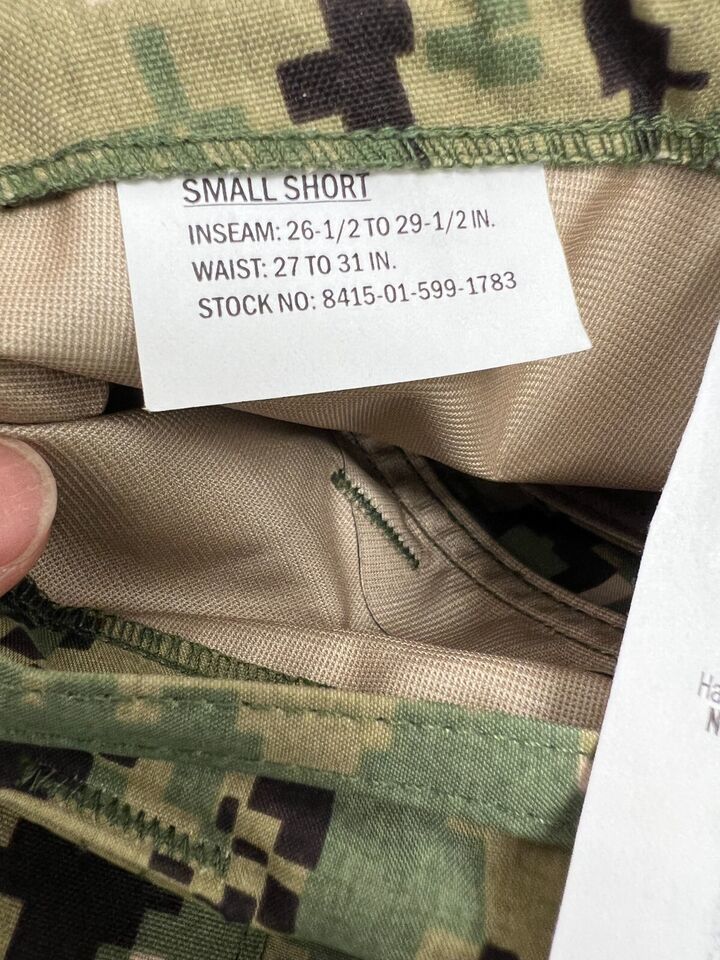 SMALL SHORT
INSEAM: 26-1/2 TO 29-1/2 IN.
WAIST: 27 TO 31 IN.
STOCK NO: 8415-01-599-1783